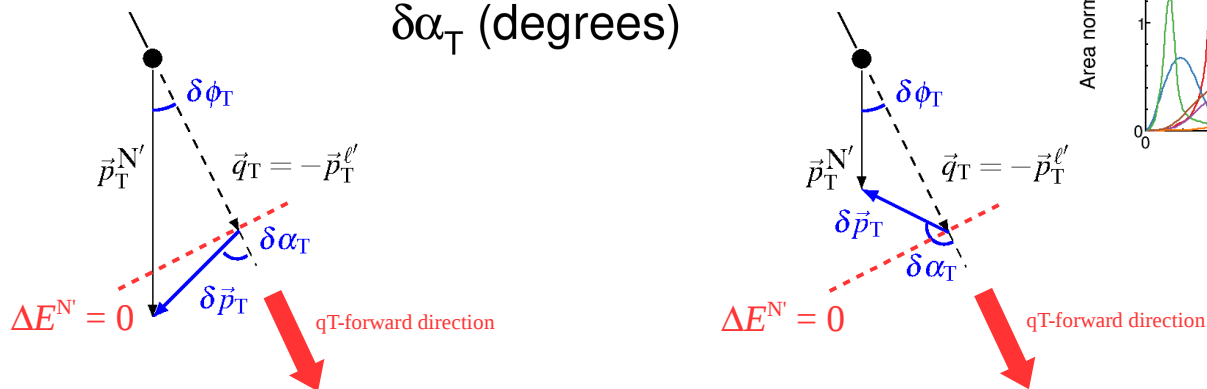 δα_T (degrees)
δϕ_T
p⃗_T^N′
q⃗_T = −p⃗_T^ℓ′
δα_T
δp⃗_T
ΔE^N' = 0
qT-forward direction
δϕ_T
p⃗_T^N′
q⃗_T = −p⃗_T^ℓ′
δp⃗_T
δα_T
ΔE^N' = 0
qT-forward direction
Area norm
1
0
0